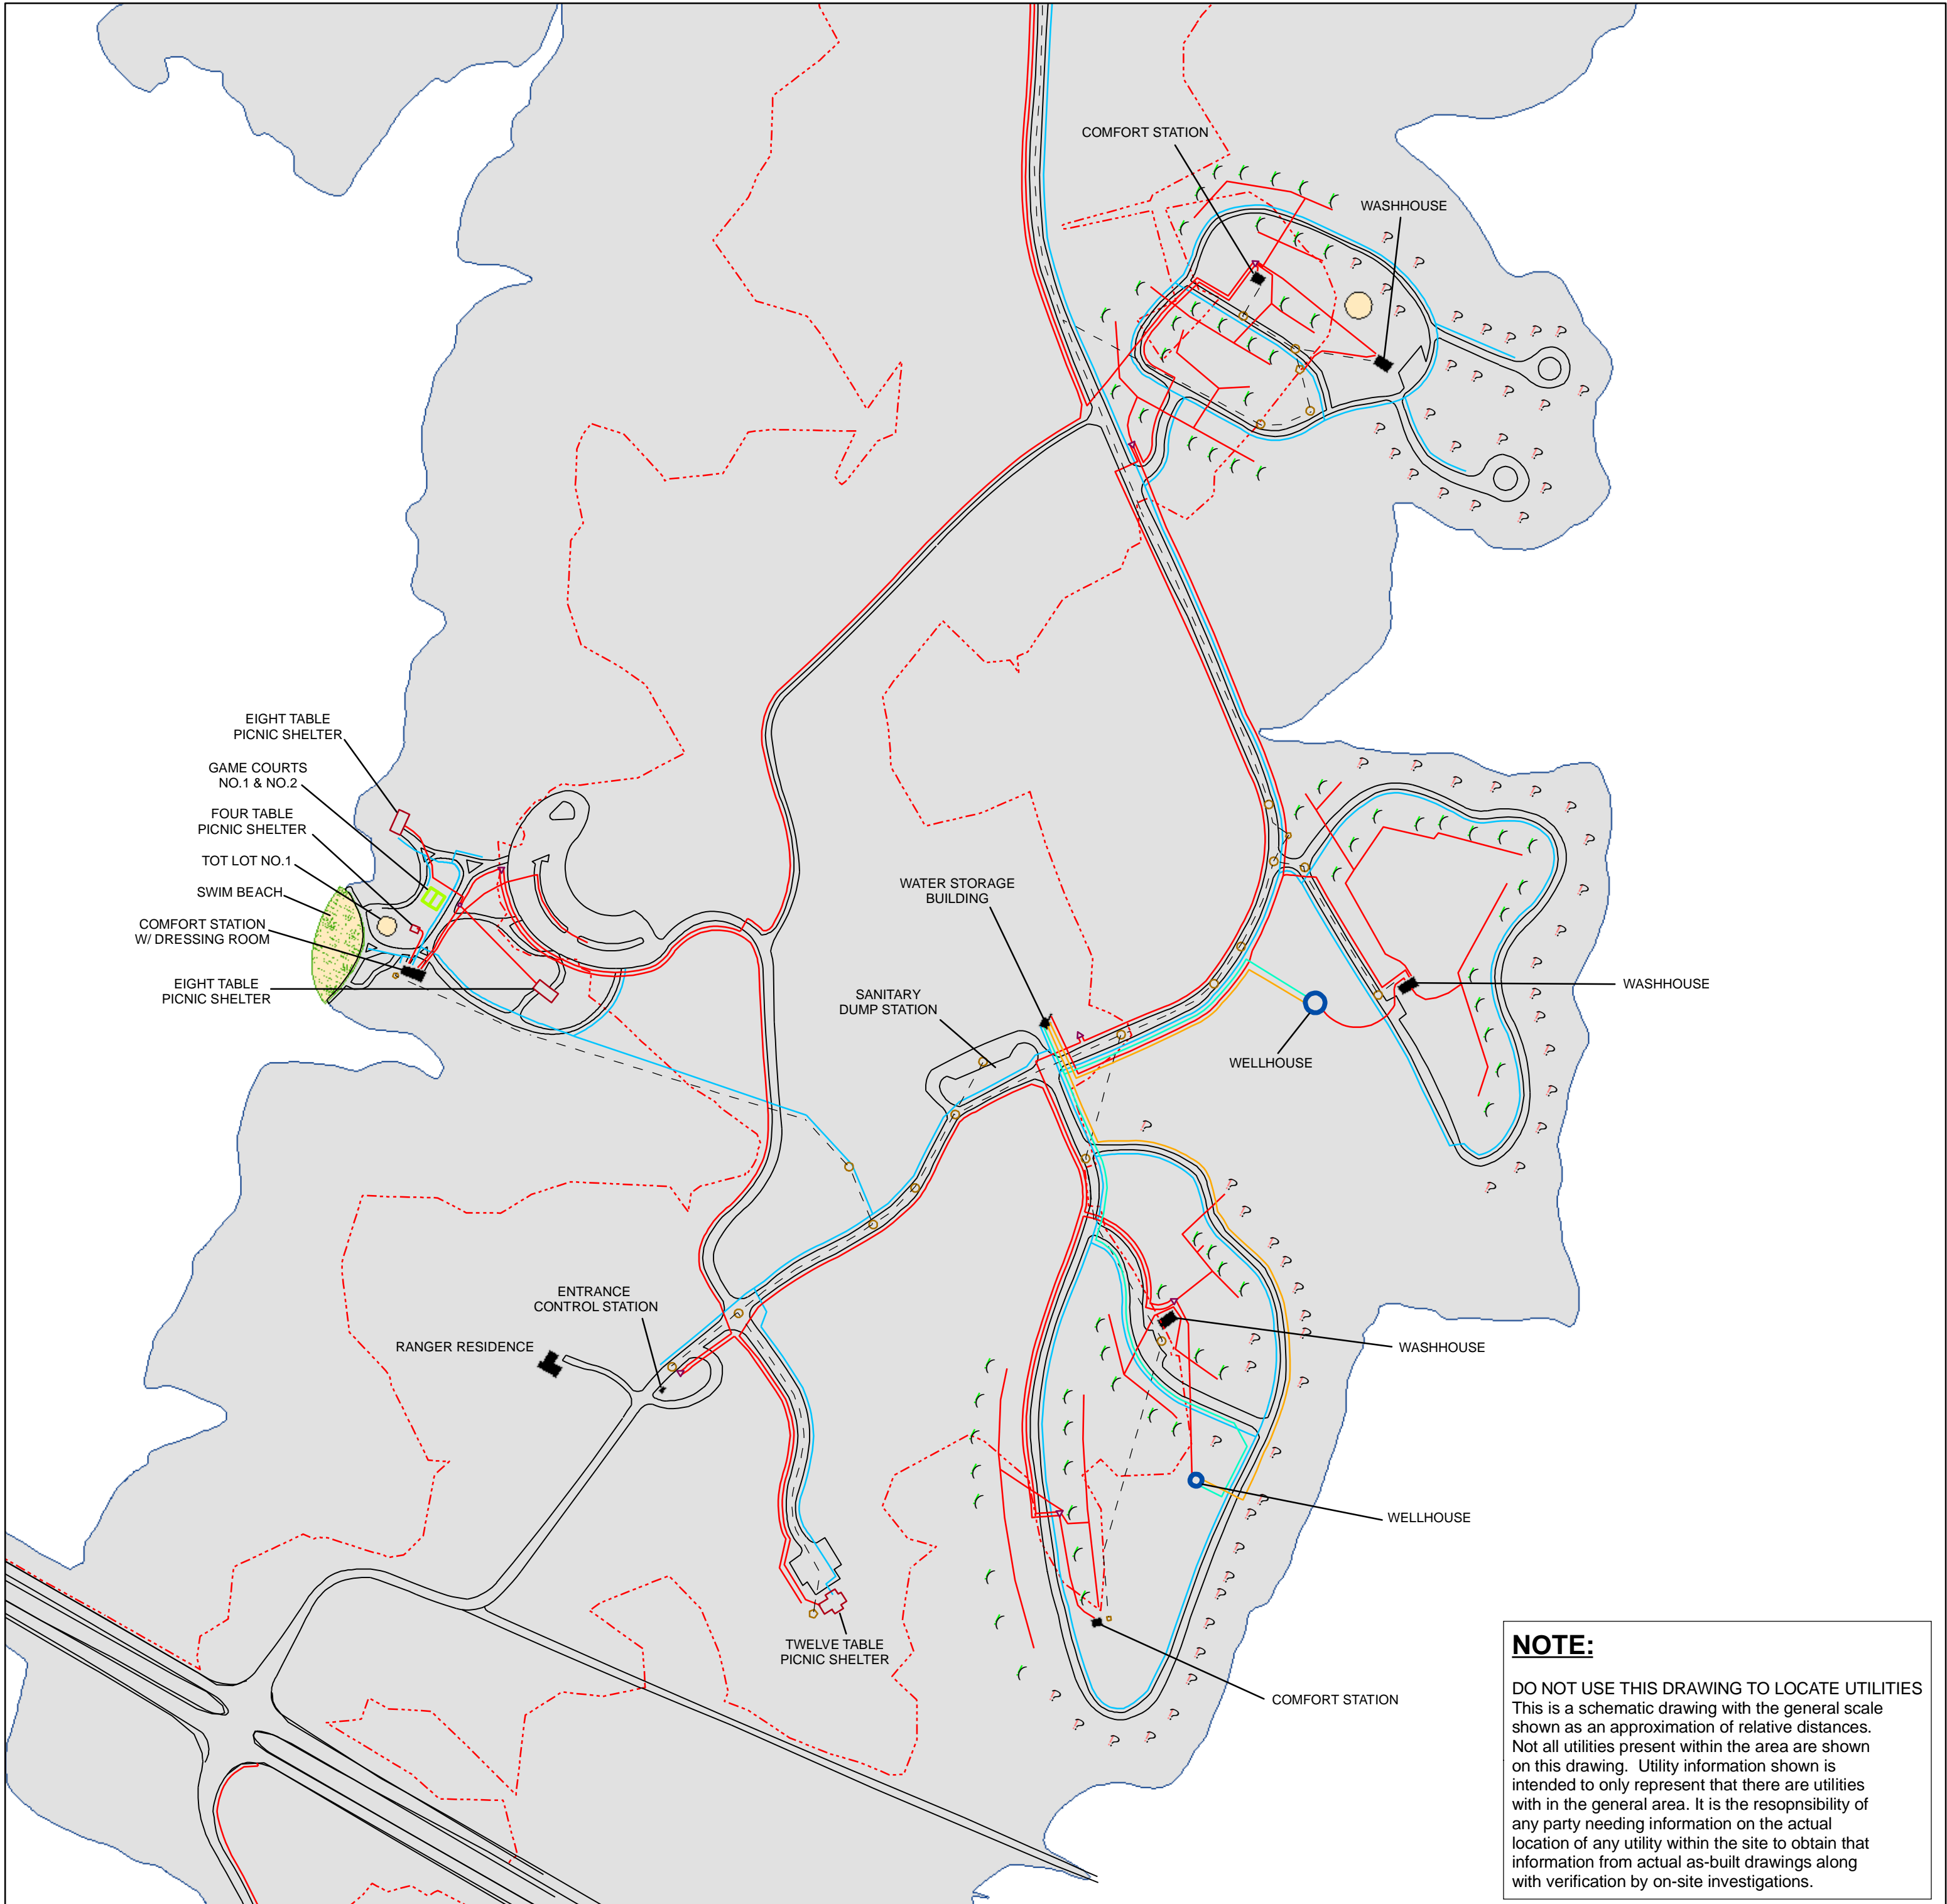 COMFORT STATION
WASHHOUSE
EIGHT TABLE
PICNIC SHELTER
GAME COURTS
NO.1 & NO.2
FOUR TABLE
PICNIC SHELTER
TOT LOT NO.1
SWIM BEACH
COMFORT STATION
W/ DRESSING ROOM
EIGHT TABLE
PICNIC SHELTER
WATER STORAGE
BUILDING
SANITARY
DUMP STATION
WASHHOUSE
WELLHOUSE
ENTRANCE
CONTROL STATION
RANGER RESIDENCE
WASHHOUSE
WELLHOUSE
TWELVE TABLE
PICNIC SHELTER
COMFORT STATION
NOTE:
DO NOT USE THIS DRAWING TO LOCATE UTILITIES
This is a schematic drawing with the general scale
shown as an approximation of relative distances.
Not all utilities present within the area are shown
on this drawing.  Utility information shown is
intended to only represent that there are utilities
with in the general area. It is the resopnsibility of
any party needing information on the actual
location of any utility within the site to obtain that
information from actual as-built drawings along
with verification by on-site investigations.